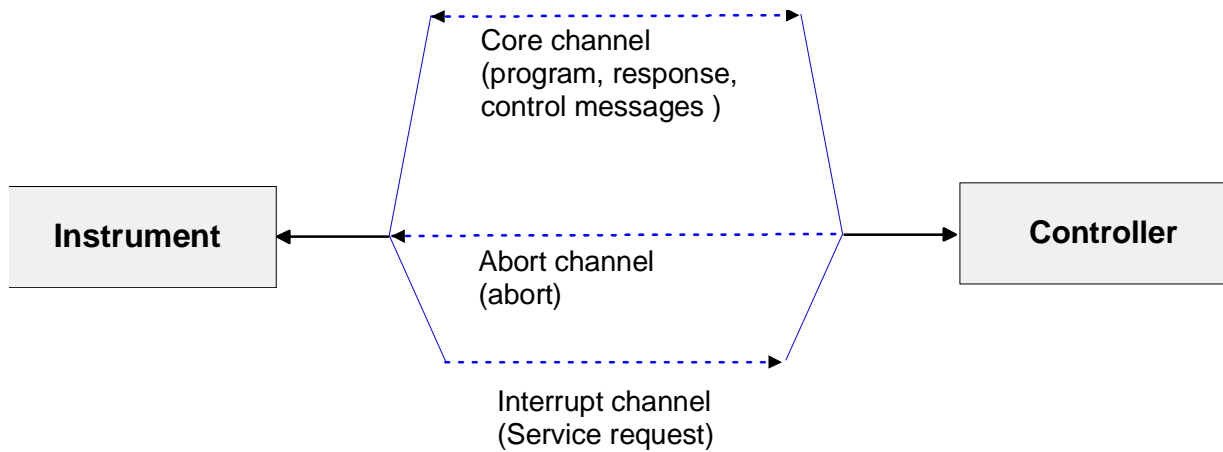 Core channel
(program, response,
control messages )
Instrument
Controller
Abort channel
(abort)
Interrupt channel
(Service request)